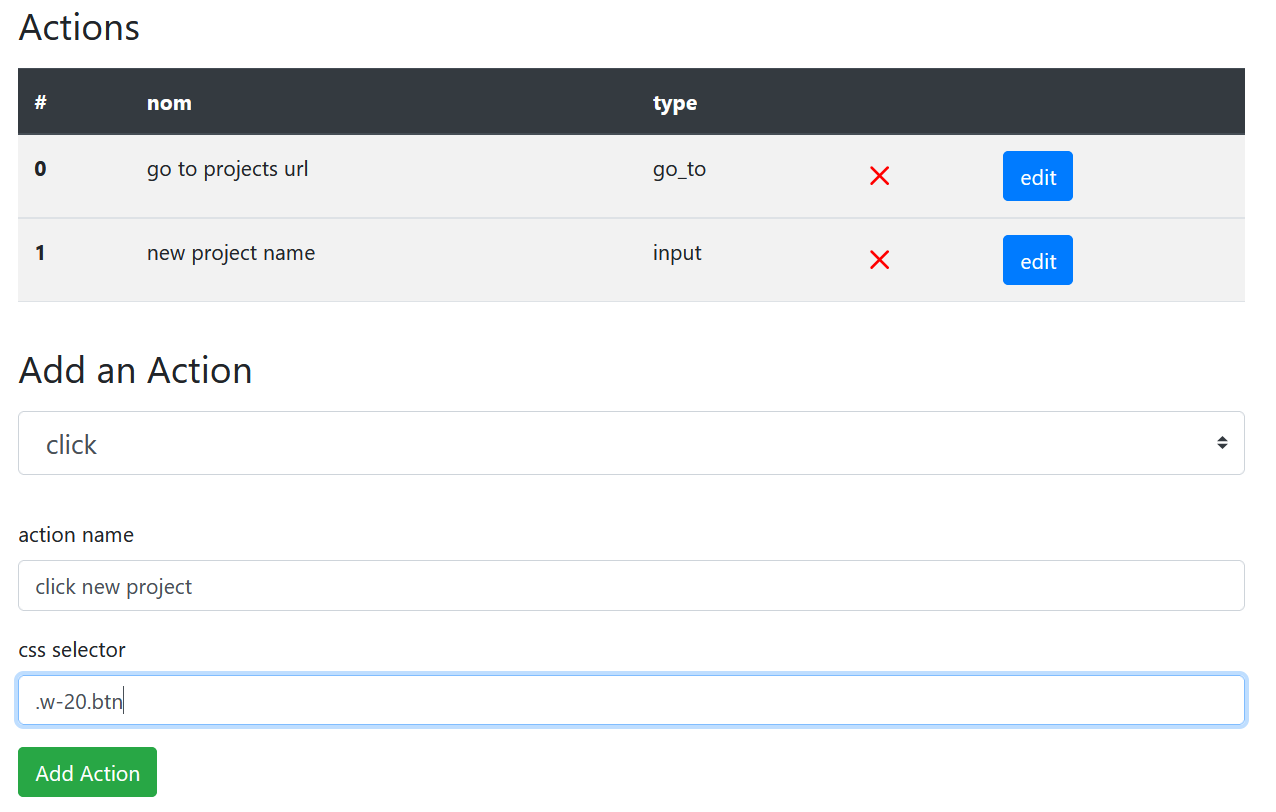 Actions
# nom type
0 go to projects url go_to edit
1 new project name input edit
Add an Action
click
action name
click new project
css selector
.w-20.btn
Add Action